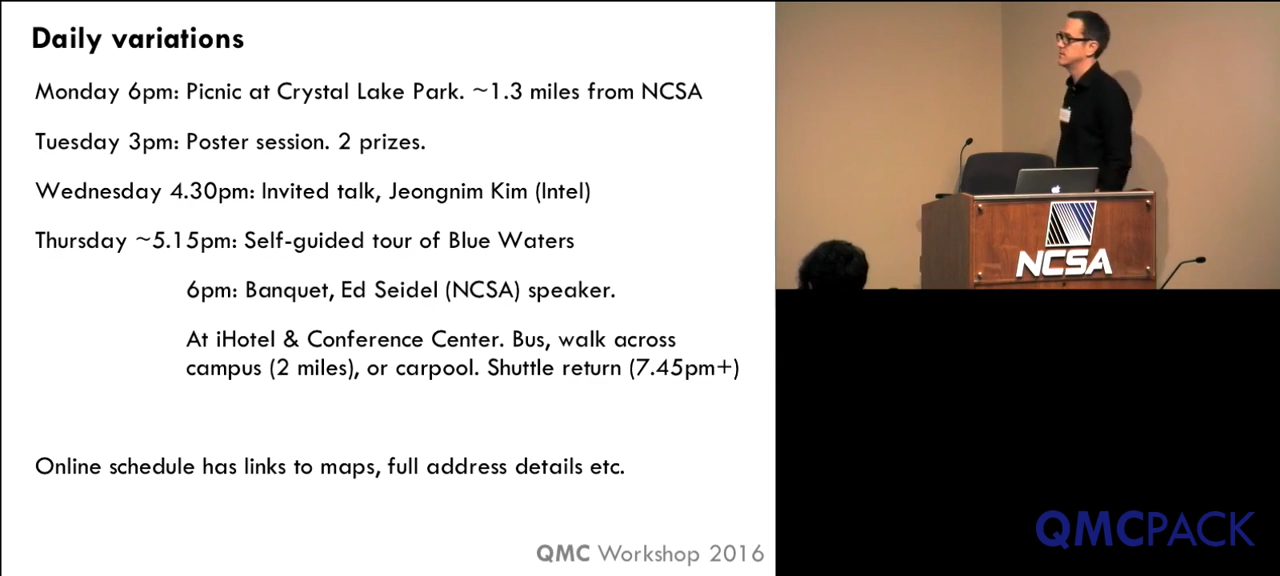 Daily variations
Monday 6pm: Picnic at Crystal Lake Park. ~1.3 miles from NCSA
Tuesday 3pm: Poster session. 2 prizes.
Wednesday 4.30pm: Invited talk, Jeongnim Kim (Intel)
Thursday ~5.15pm: Self-guided tour of Blue Waters
6pm: Banquet, Ed Seidel (NCSA) speaker.
At iHotel & Conference Center. Bus, walk across
campus (2 miles), or carpool. Shuttle return (7.45pm+)
Online schedule has links to maps, full address details etc.
QMC Workshop 2016
NCSA
QMCPACK